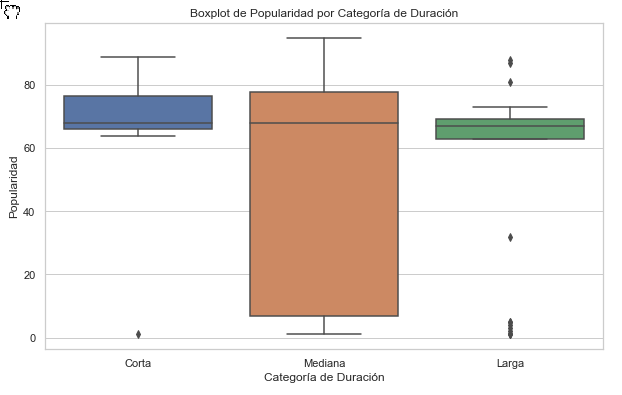 Boxplot de Popularidad por Categoría de Duración
Popularidad
80
60
40
20
0
Corta Mediana Larga
Categoría de Duración